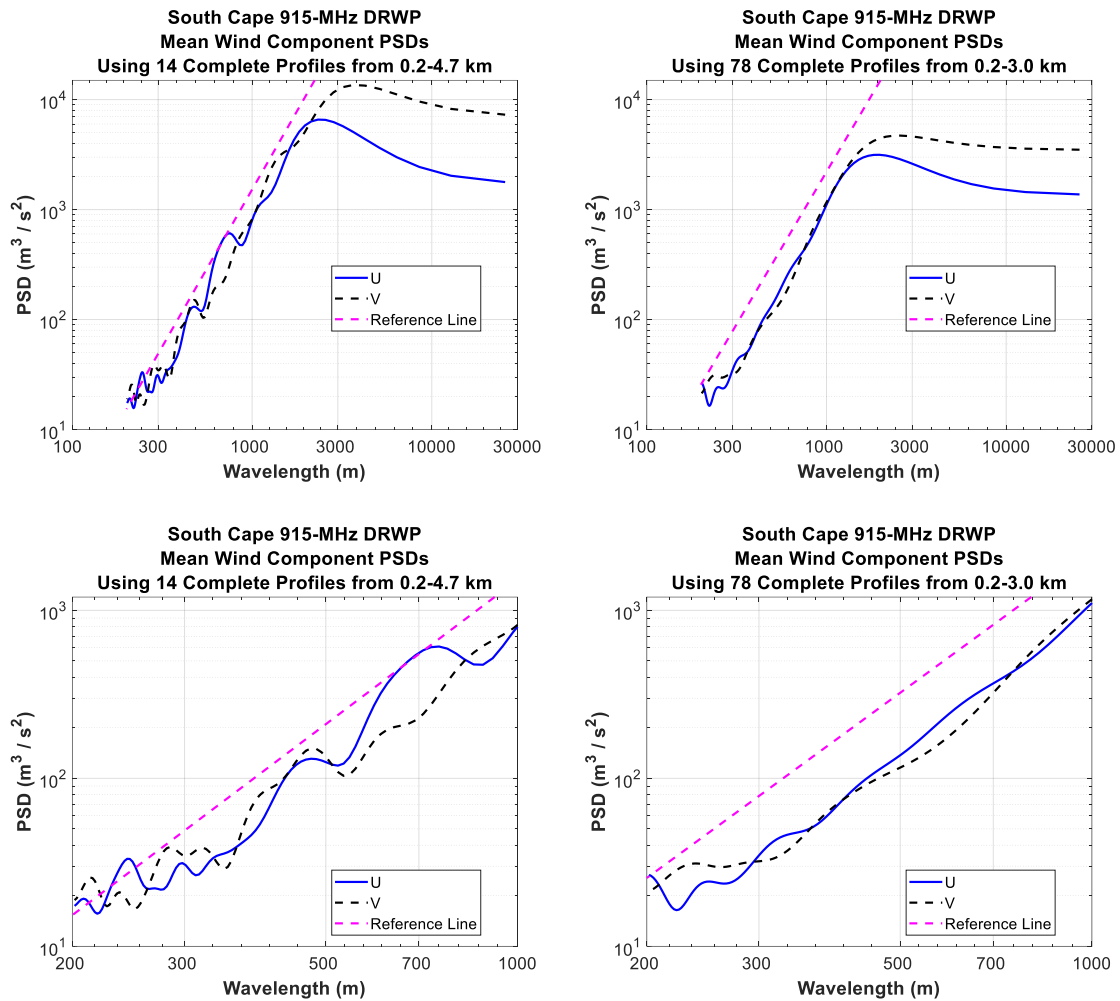 South Cape 915-MHz DRWP
Mean Wind Component PSDs
Using 14 Complete Profiles from 0.2-4.7 km
10^4
10^3
10^2
10^1
PSD (m^3 / s^2)
U
V
Reference Line
100 300 1000 3000 10000 30000
Wavelength (m)
South Cape 915-MHz DRWP
Mean Wind Component PSDs
Using 78 Complete Profiles from 0.2-3.0 km
10^4
10^3
10^2
10^1
PSD (m^3 / s^2)
U
V
Reference Line
100 300 1000 3000 10000 30000
Wavelength (m)
South Cape 915-MHz DRWP
Mean Wind Component PSDs
Using 14 Complete Profiles from 0.2-4.7 km
10^3
10^2
10^1
PSD (m^3 / s^2)
U
V
Reference Line
200 300 500 700 1000
Wavelength (m)
South Cape 915-MHz DRWP
Mean Wind Component PSDs
Using 78 Complete Profiles from 0.2-3.0 km
10^3
10^2
10^1
PSD (m^3 / s^2)
U
V
Reference Line
200 300 500 700 1000
Wavelength (m)